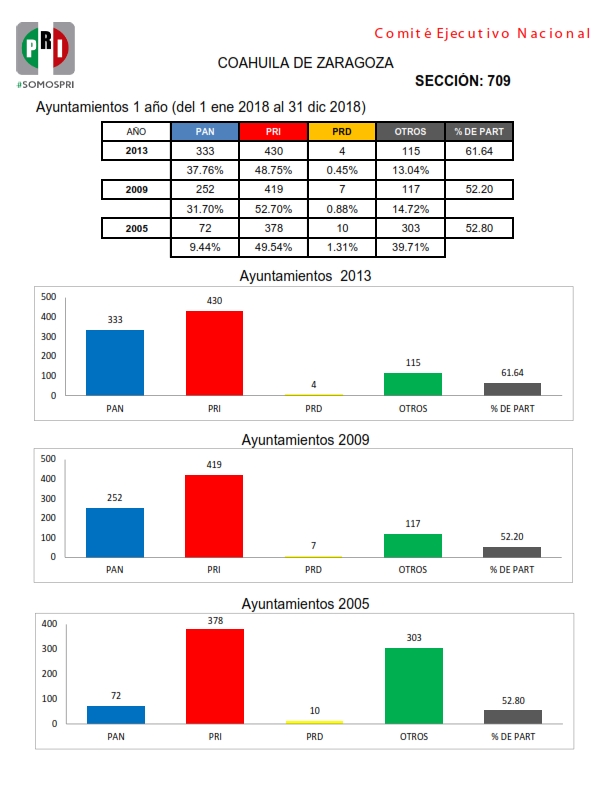 Comité Ejecutivo Nacional
PRI
#SOMOSPRI
COAHUILA DE ZARAGOZA
SECCIÓN: 709
Ayuntamientos 1 año (del 1 ene 2018 al 31 dic 2018)
AÑO PAN PRI PRD OTROS % DE PART
2013 333 430 4 115 61.64
37.76% 48.75% 0.45% 13.04%
2009 252 419 7 117 52.20
31.70% 52.70% 0.88% 14.72%
2005 72 378 10 303 52.80
9.44% 49.54% 1.31% 39.71%
Ayuntamientos 2013
500
400
300
200
100
0
333 430 4 115 61.64
PAN PRI PRD OTROS % DE PART
Ayuntamientos 2009
500
400
300
200
100
0
252 419 7 117 52.20
PAN PRI PRD OTROS % DE PART
Ayuntamientos 2005
400
300
200
100
0
72 378 10 303 52.80
PAN PRI PRD OTROS % DE PART